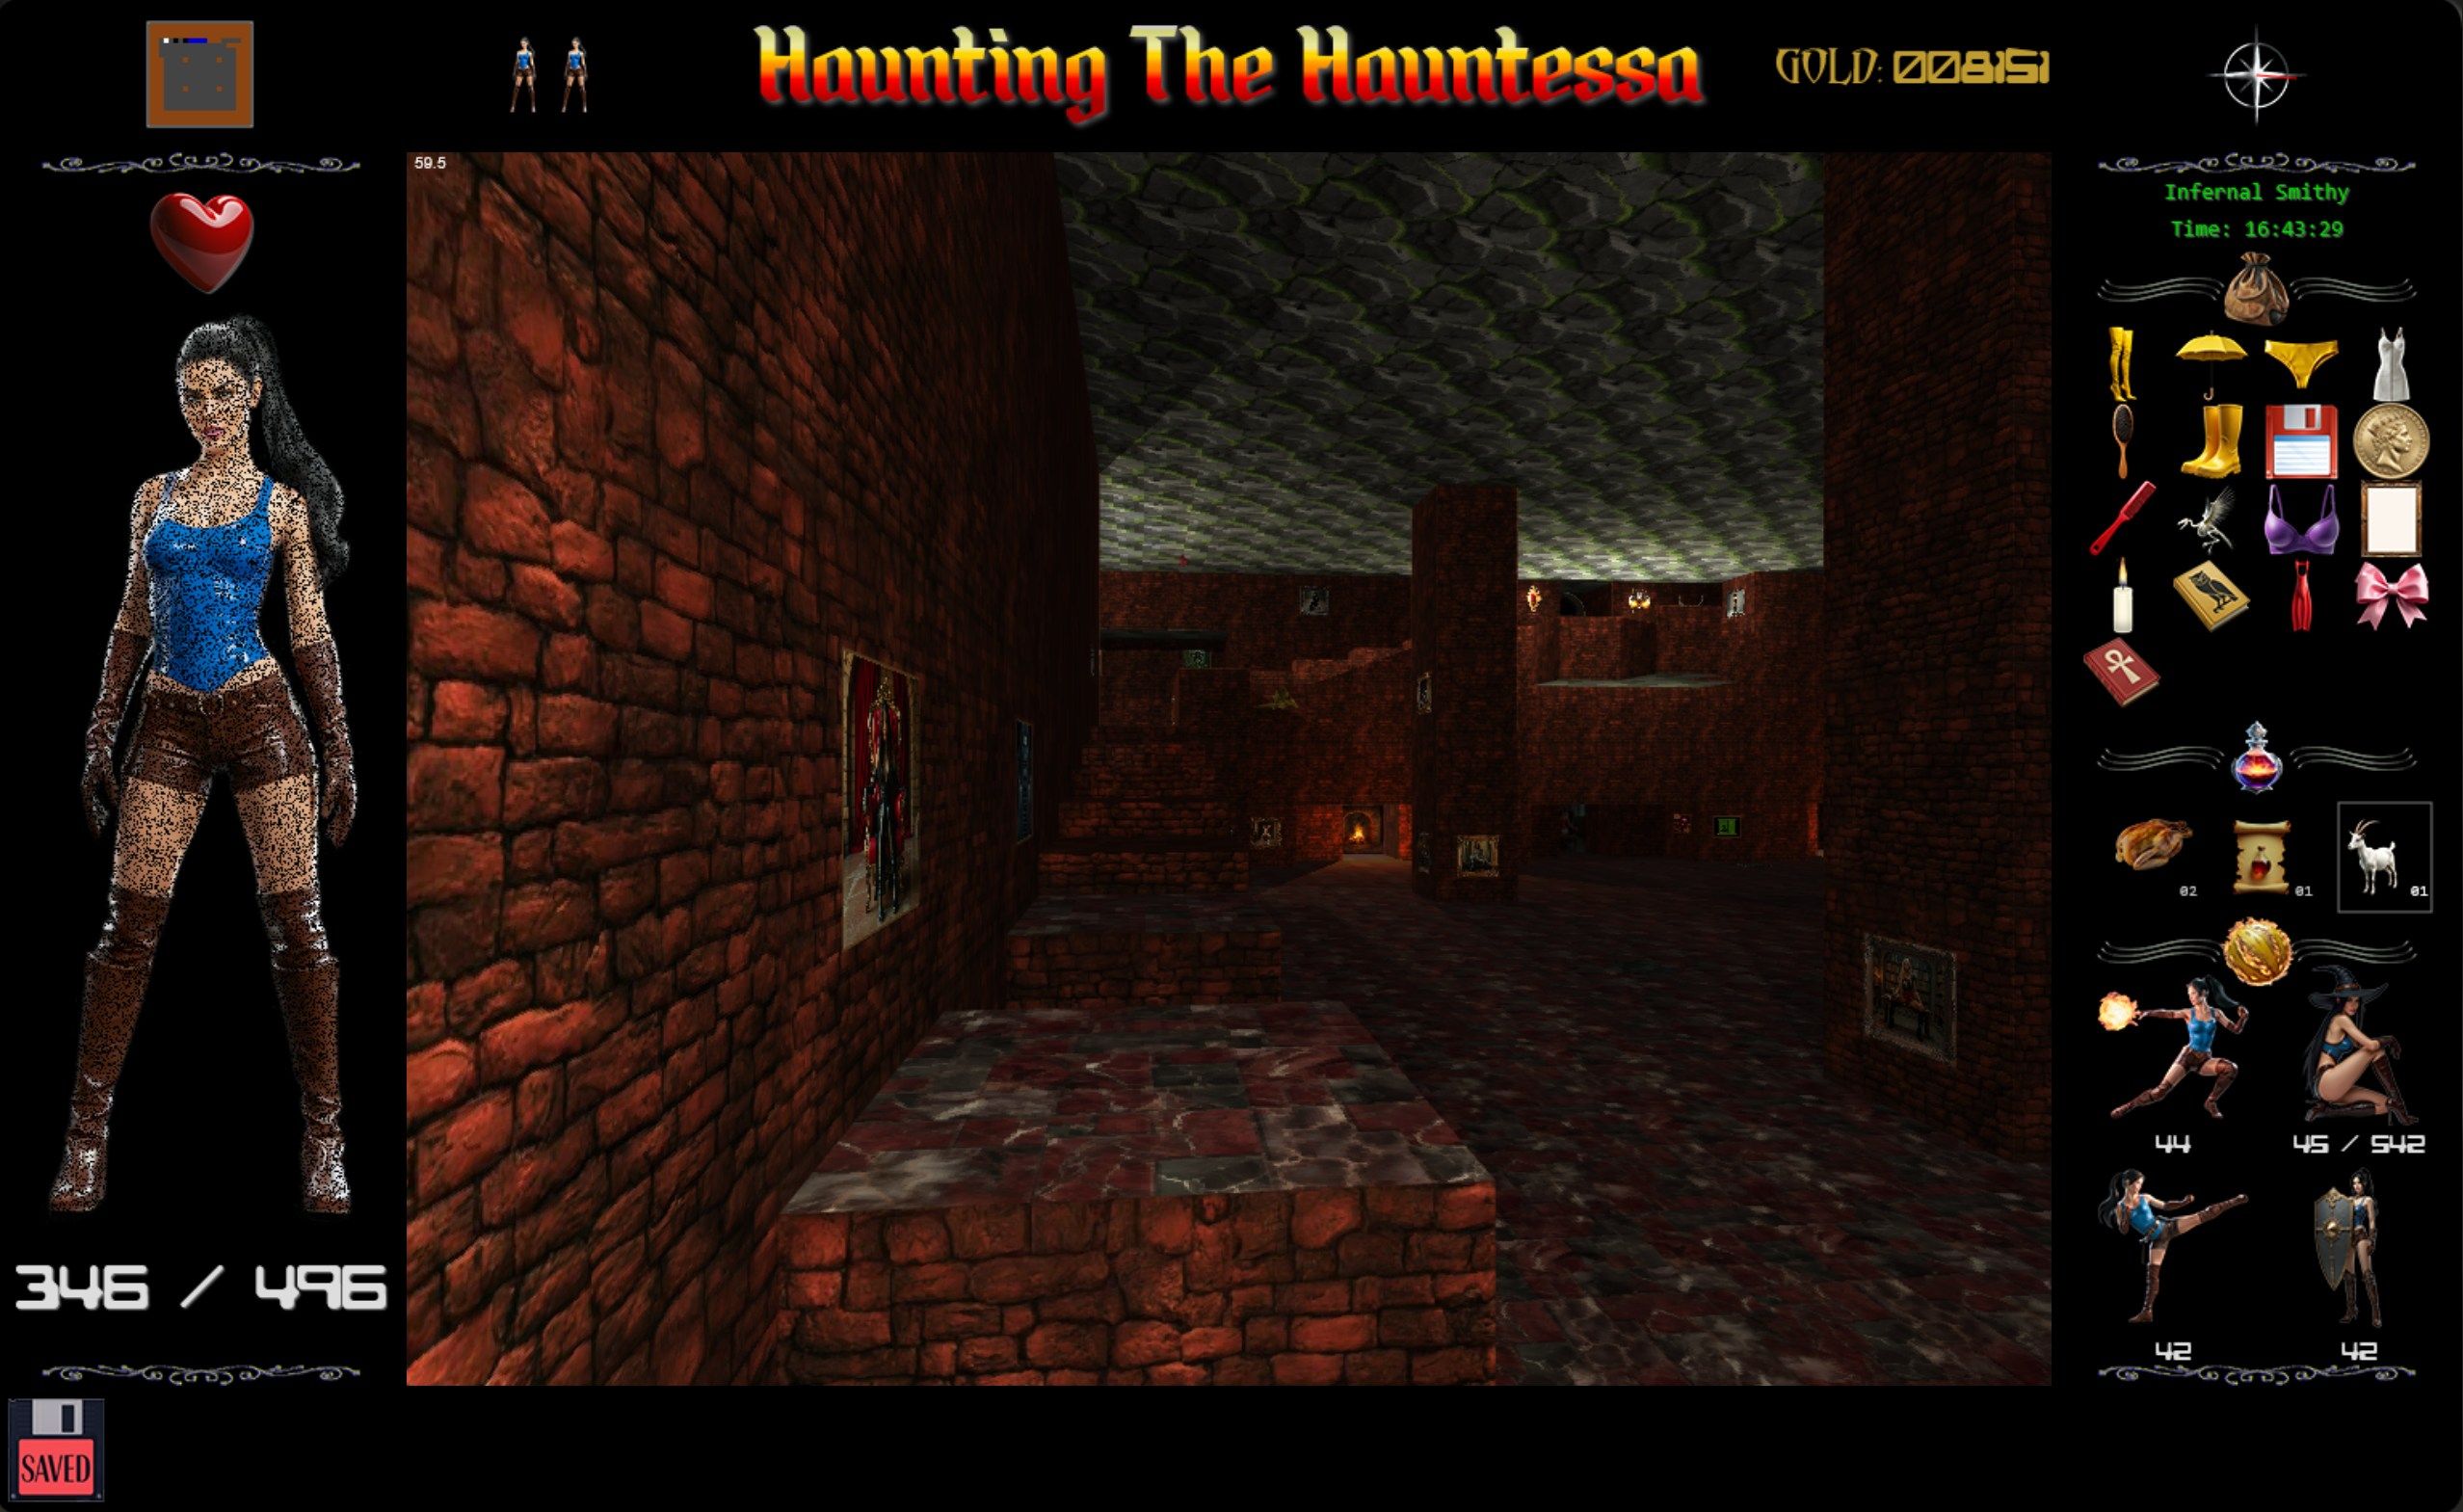 Haunting The Hauntessa
GOLD: 008151
59.5
Infernal Smithy
Time: 16:43:29
02
01
01
44
45 / 542
42
42
346 / 496
SAVED